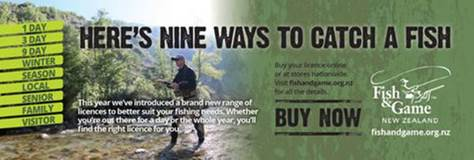 1 DAY
3 DAY
9 DAY
WINTER
SEASON
LOCAL
SENIOR
FAMILY
VISITOR
HERE'S NINE WAYS TO CATCH A FISH
This year we've introduced a brand new range of
licences to better suit your fishing needs. Whether
you're out there for a day or the whole year, you'll
find the right licence for you.
Buy your licence online
or at stores nationwide.
Visit fishandgame.org.nz
for all the details.
BUY NOW
Fish
& Game
NEW ZEALAND
fishandgame.org.nz